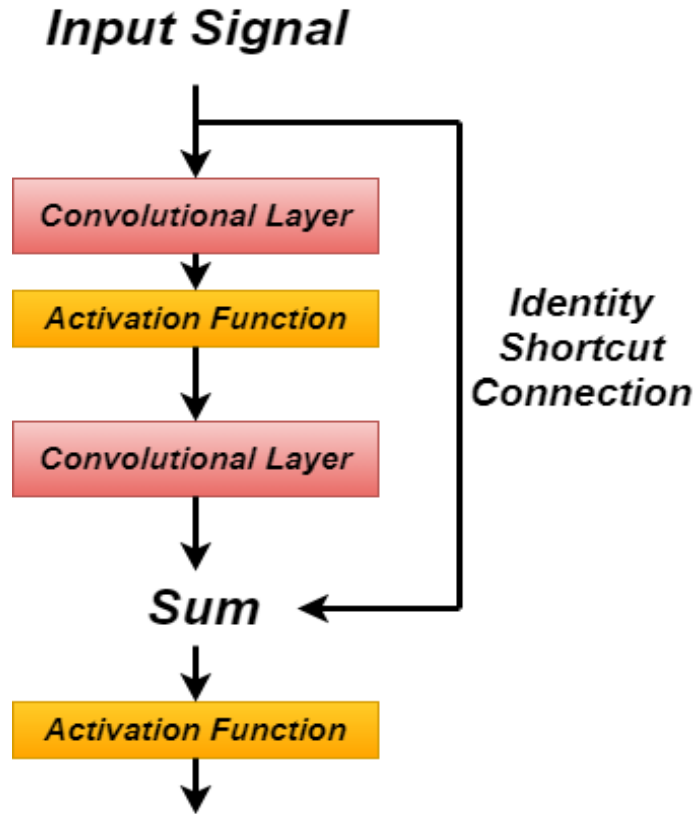 Input Signal
Convolutional Layer
Activation Function
Identity
Shortcut
Connection
Convolutional Layer
Sum
Activation Function